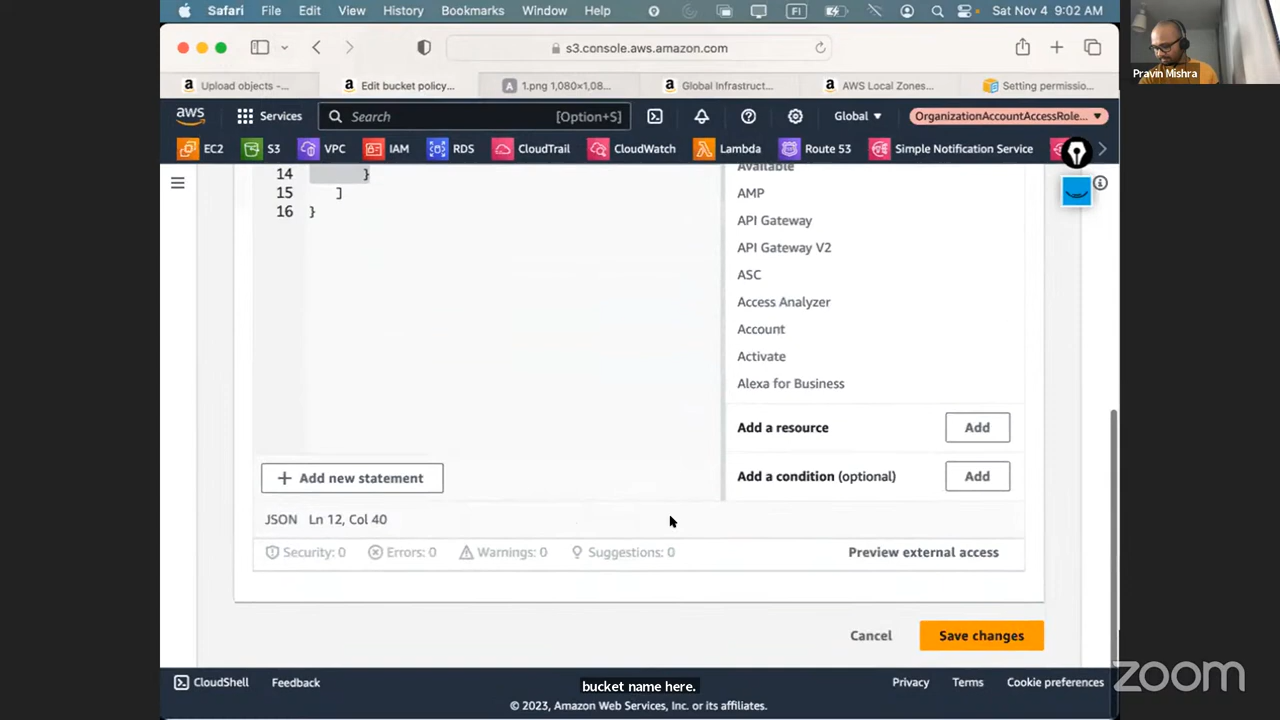 Safari File Edit View History Bookmarks Window Help FI Sat Nov 4 9:02 AM
Pravin Mishra
s3.console.aws.amazon.com
Upload objects -... Edit bucket policy... A 1.png 1,080×1,08... Global Infrastruct... AWS Local Zones... Setting permissio...
aws Services Search [Option+S] Global OrganizationAccountAccessRole...
EC2 S3 VPC IAM RDS CloudTrail CloudWatch Lambda Route 53 Simple Notification Service
14 }
15 ]
16 }
Available
AMP
API Gateway
API Gateway V2
ASC
Access Analyzer
Account
Activate
Alexa for Business
Add a resource Add
Add a condition (optional) Add
+ Add new statement
JSON Ln 12, Col 40
Security: 0 Errors: 0 Warnings: 0 Suggestions: 0 Preview external access
Cancel Save changes
CloudShell Feedback bucket name here. Privacy Terms Cookie preferences
© 2023, Amazon Web Services, Inc. or its affiliates.
zoom